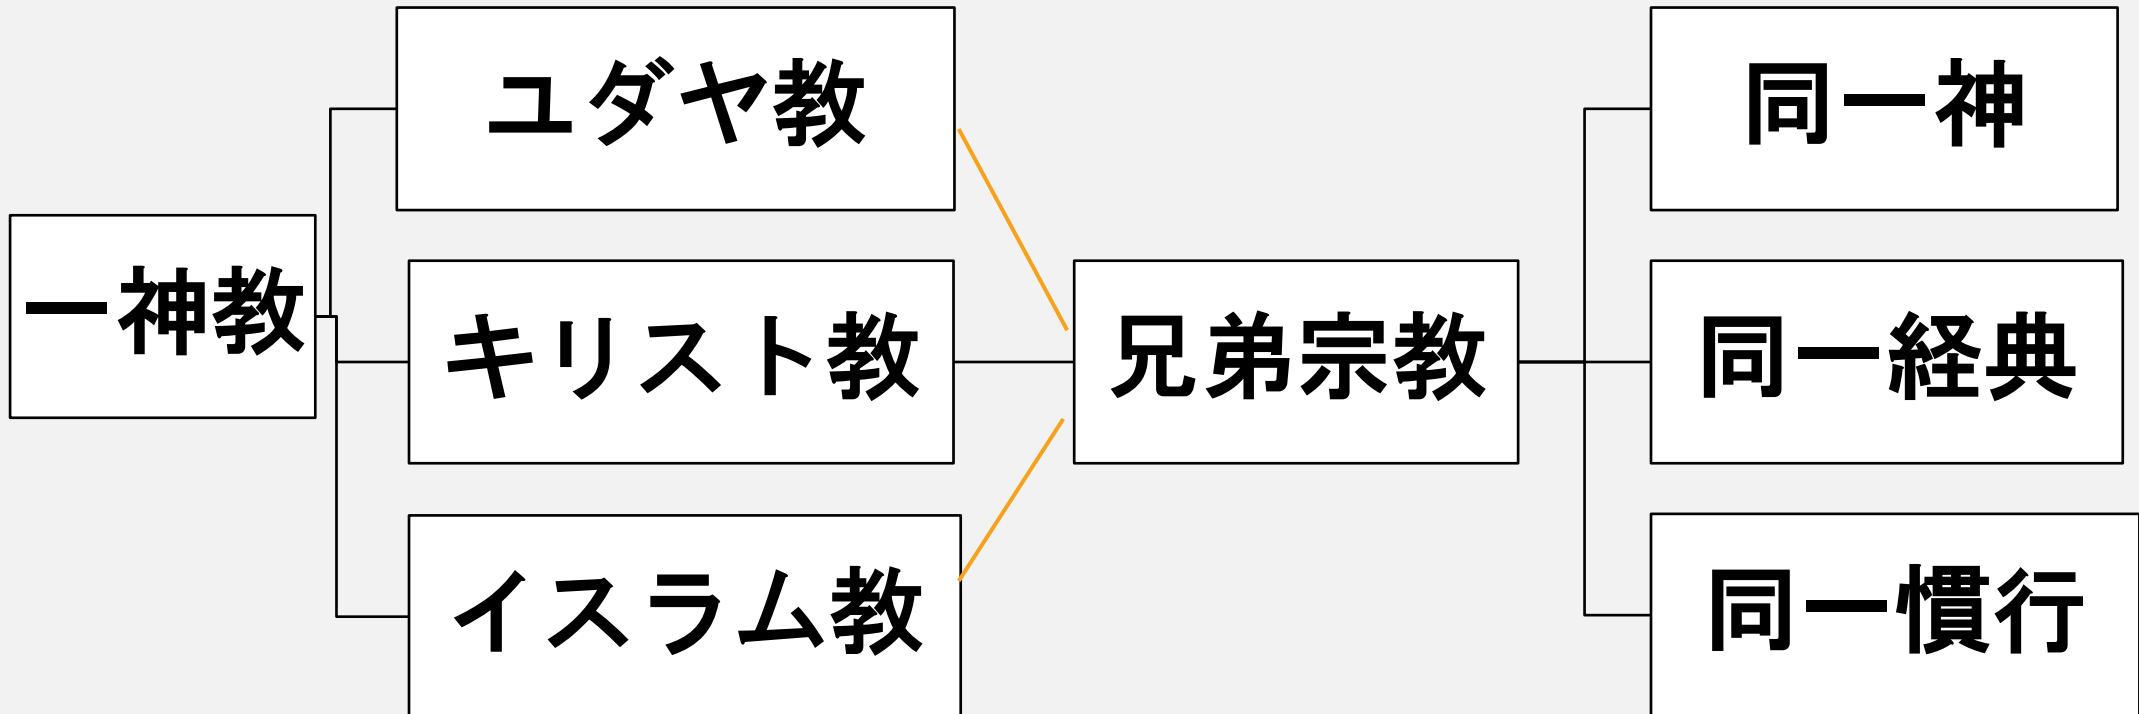 一神教
ユダヤ教
キリスト教
イスラム教
兄弟宗教
同一神
同一経典
同一慣行